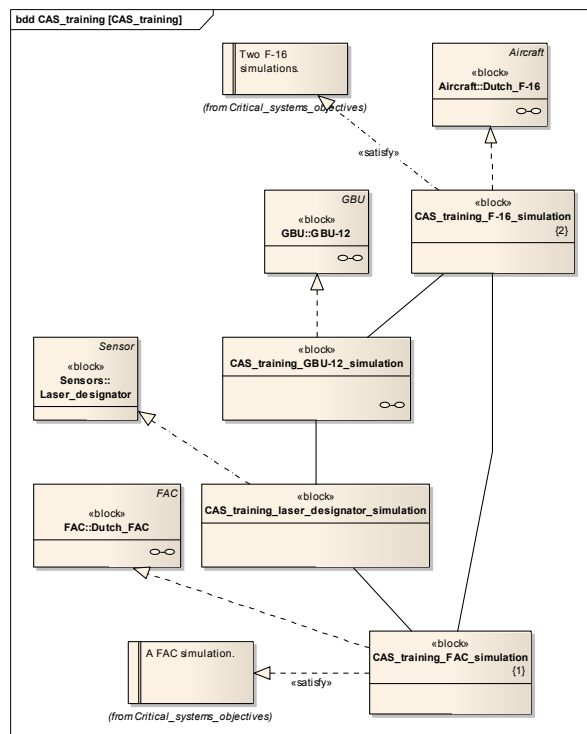 bdd CAS_training [CAS_training]
Two F-16
simulations.
(from Critical_systems_objectives)
Aircraft
«block»
Aircraft::Dutch_F-16
«satisfy»
«block»
CAS_training_F-16_simulation
{2}
GBU
«block»
GBU::GBU-12
«block»
CAS_training_GBU-12_simulation
Sensor
«block»
Sensors::
Laser_designator
«block»
CAS_training_laser_designator_simulation
FAC
«block»
FAC::Dutch_FAC
«block»
CAS_training_FAC_simulation
{1}
A FAC simulation.
«satisfy»
(from Critical_systems_objectives)